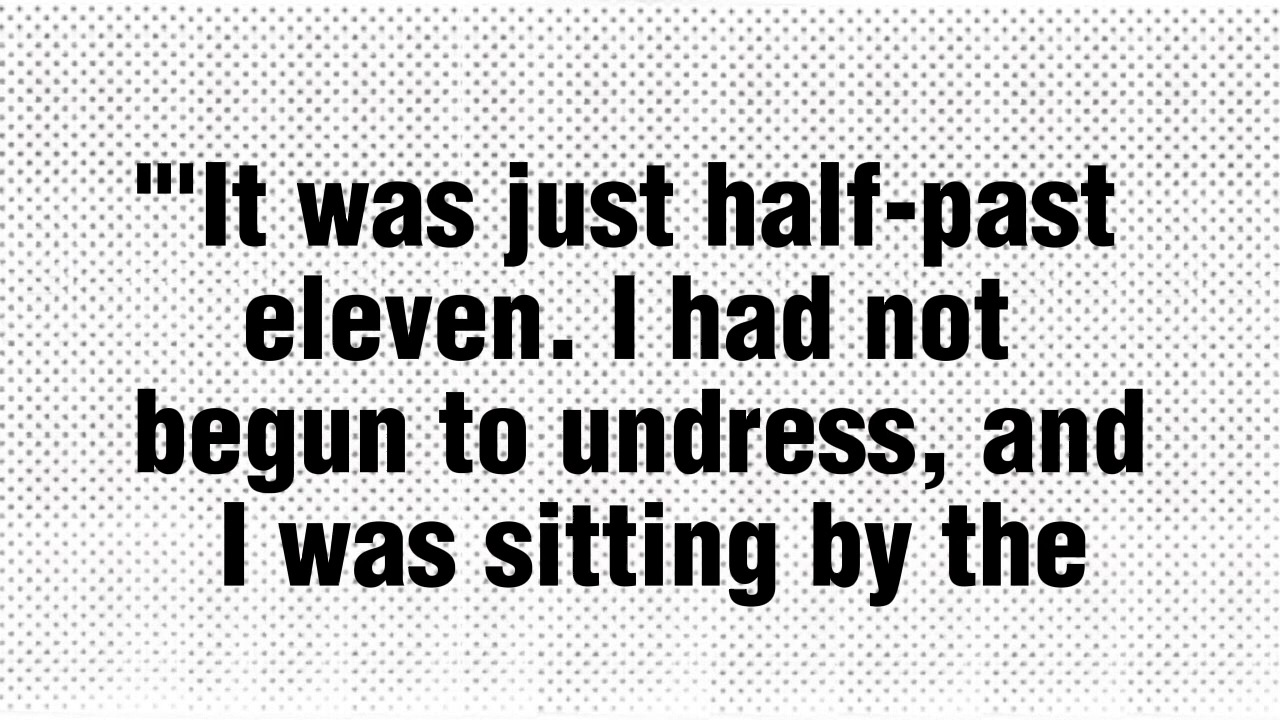 "'It was just half-past
eleven. I had not
begun to undress, and
I was sitting by the